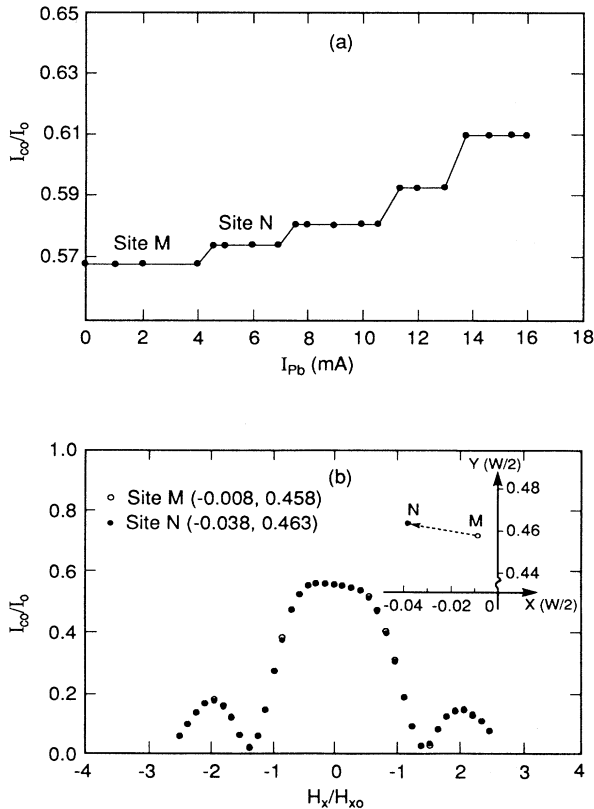 0.65
(a)
0.63
0.61
0.59
0.57
I_co/I_o
Site M
Site N
0 2 4 6 8 10 12 14 16 18
I_Pb (mA)
1.0
0.8
0.6
0.4
0.2
0.0
I_co/I_o
(b)
Site M (-0.008, 0.458)
Site N (-0.038, 0.463)
Y (W/2)
0.48
0.46
0.44
N
M
-0.04 -0.02 0 X (W/2)
-4 -3 -2 -1 0 -1 2 3 4
H_x/H_xo